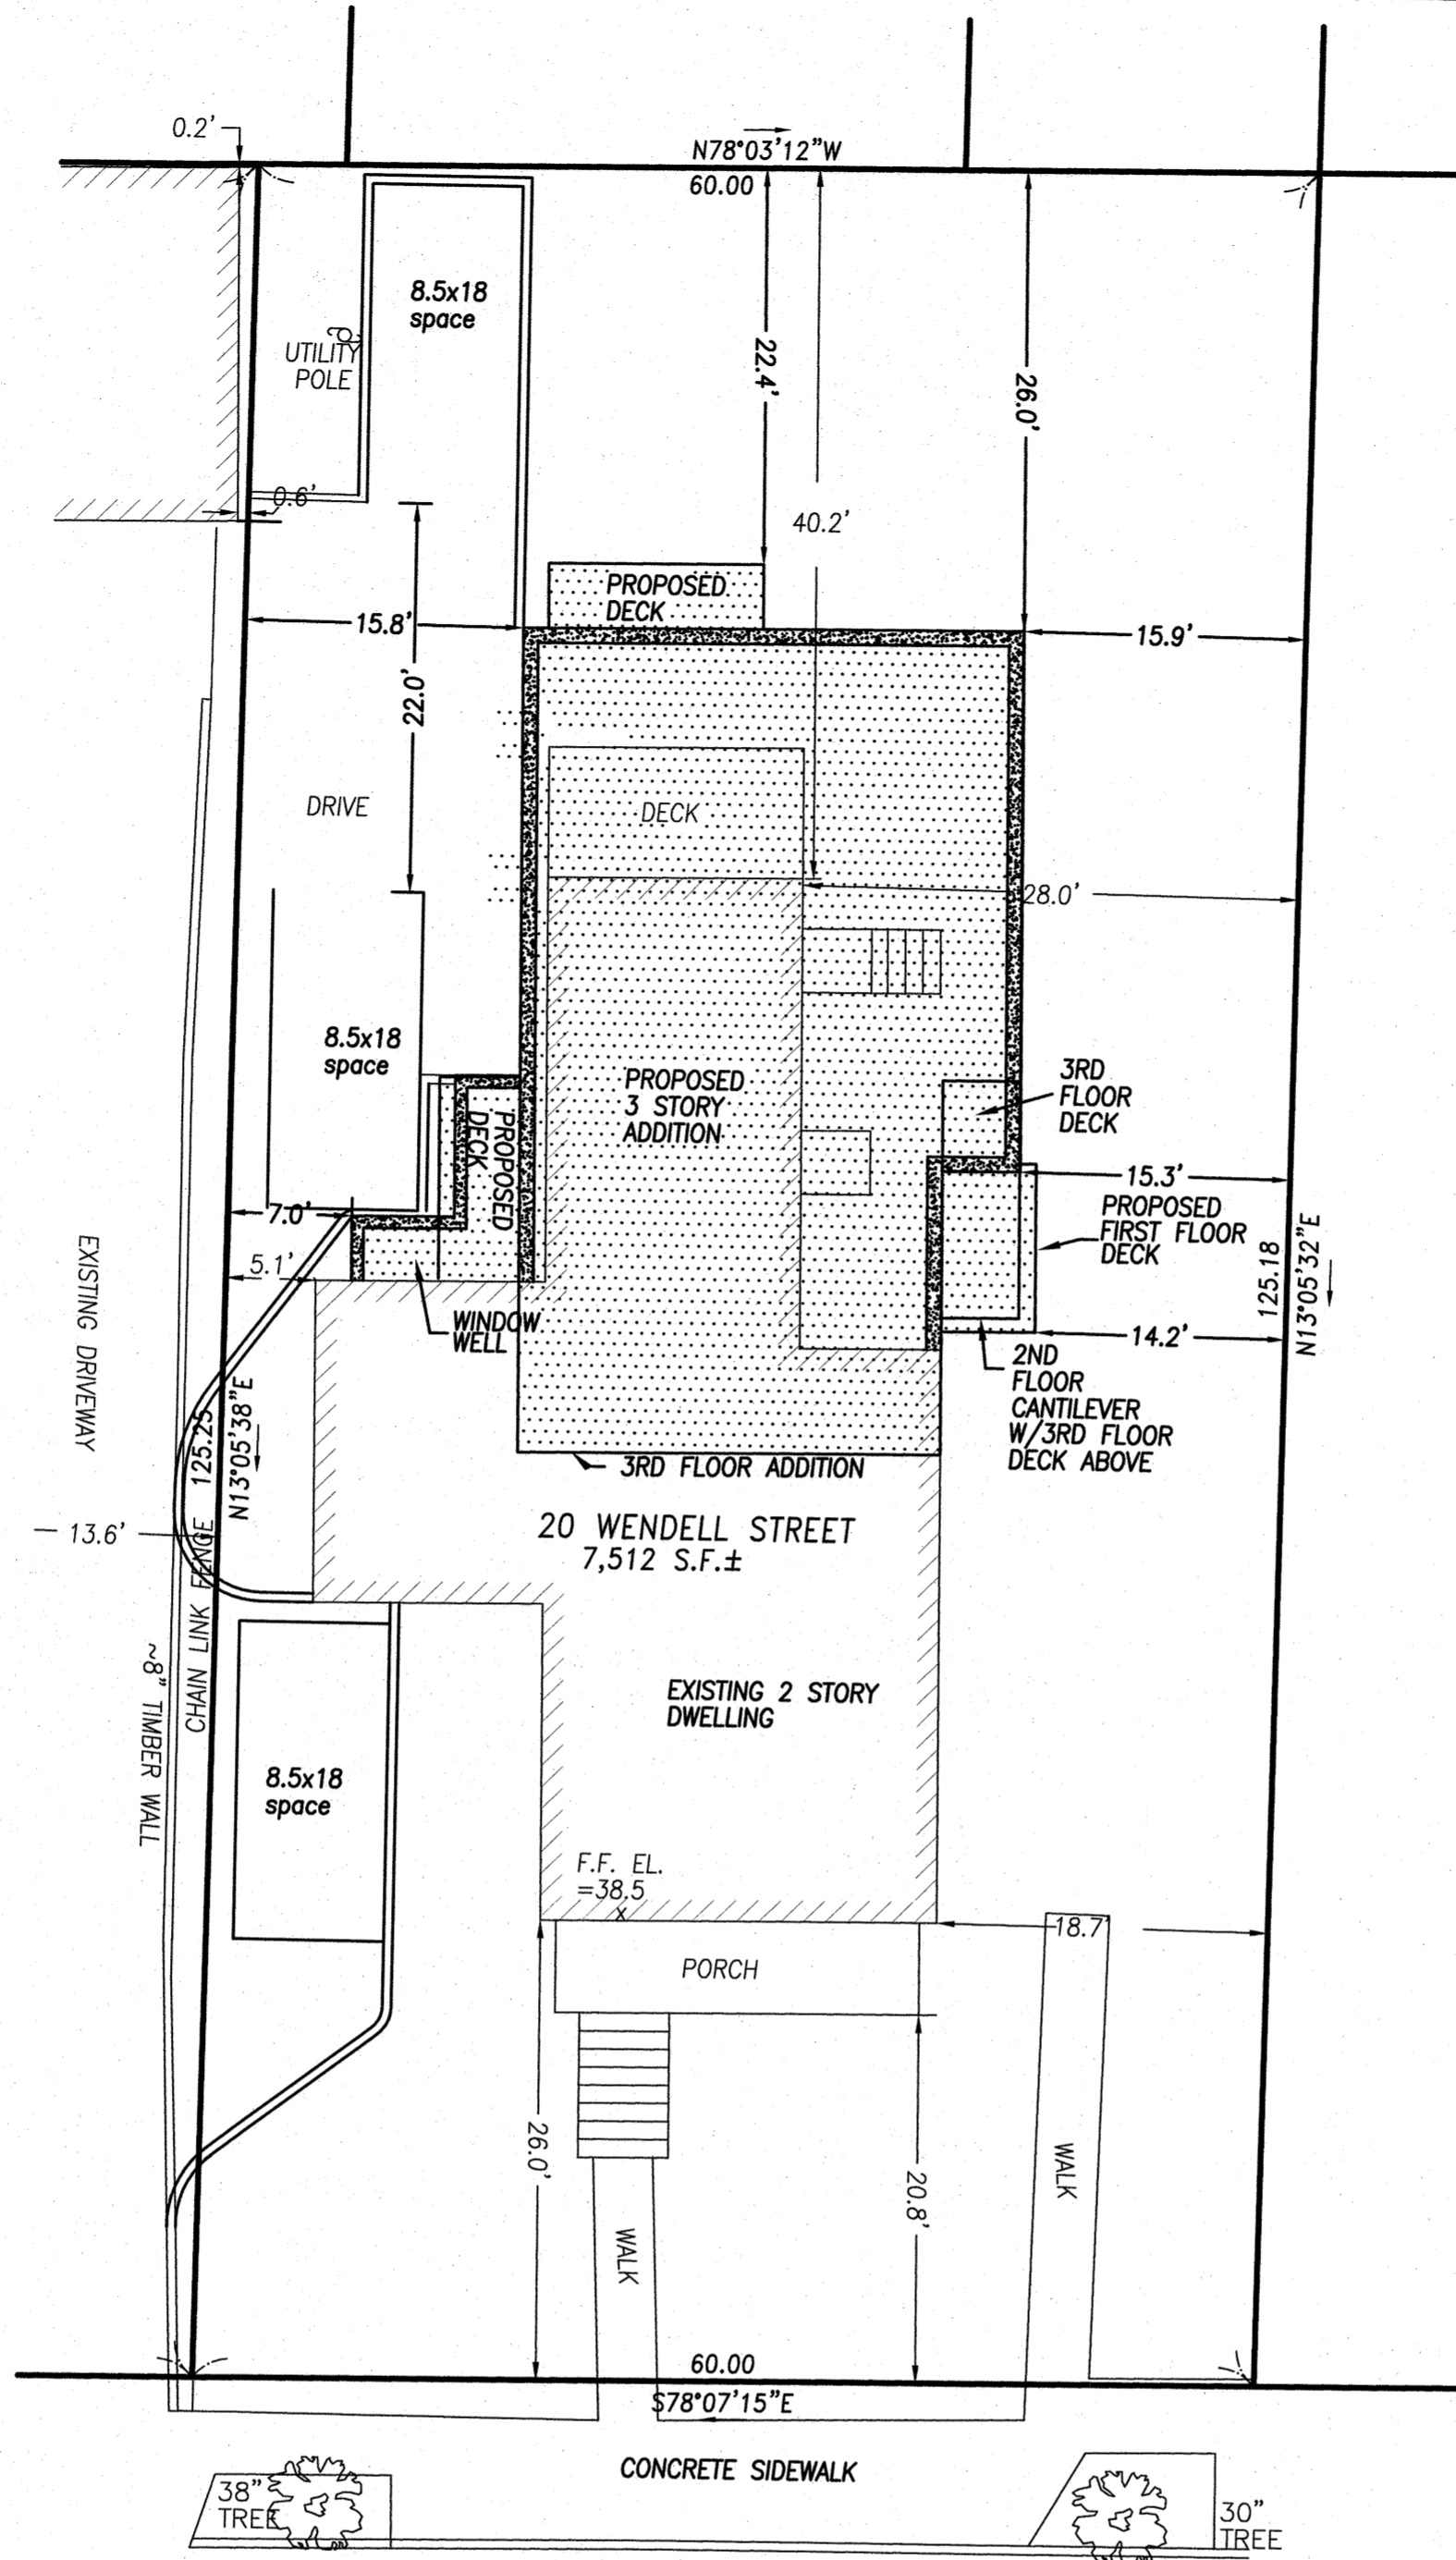 0.2'
N78°03'12"W
60.00
8.5x18
space
UTILITY
POLE
22.4'
26.0'
0.6'
40.2'
PROPOSED
DECK
15.8'
15.9'
22.0'
DRIVE
DECK
28.0'
8.5x18
space
PROPOSED
DECK
PROPOSED
3 STORY
ADDITION
3RD
FLOOR
DECK
15.3'
PROPOSED
FIRST FLOOR
DECK
7.0'
5.1'
EXISTING DRIVEWAY
WINDOW
WELL
125.18
N13°05'32"E
14.2'
2ND
FLOOR
CANTILEVER
W/3RD FLOOR
DECK ABOVE
125.25
N13°05'38"E
3RD FLOOR ADDITION
13.6'
20 WENDELL STREET
7,512 S.F.±
CHAIN LINK FENCE
~8" TIMBER WALL
EXISTING 2 STORY
DWELLING
8.5x18
space
F.F. EL.
=38.5
x
18.7'
PORCH
26.0'
20.8'
WALK
WALK
60.00
S78°07'15"E
CONCRETE SIDEWALK
38"
TREE
30"
TREE